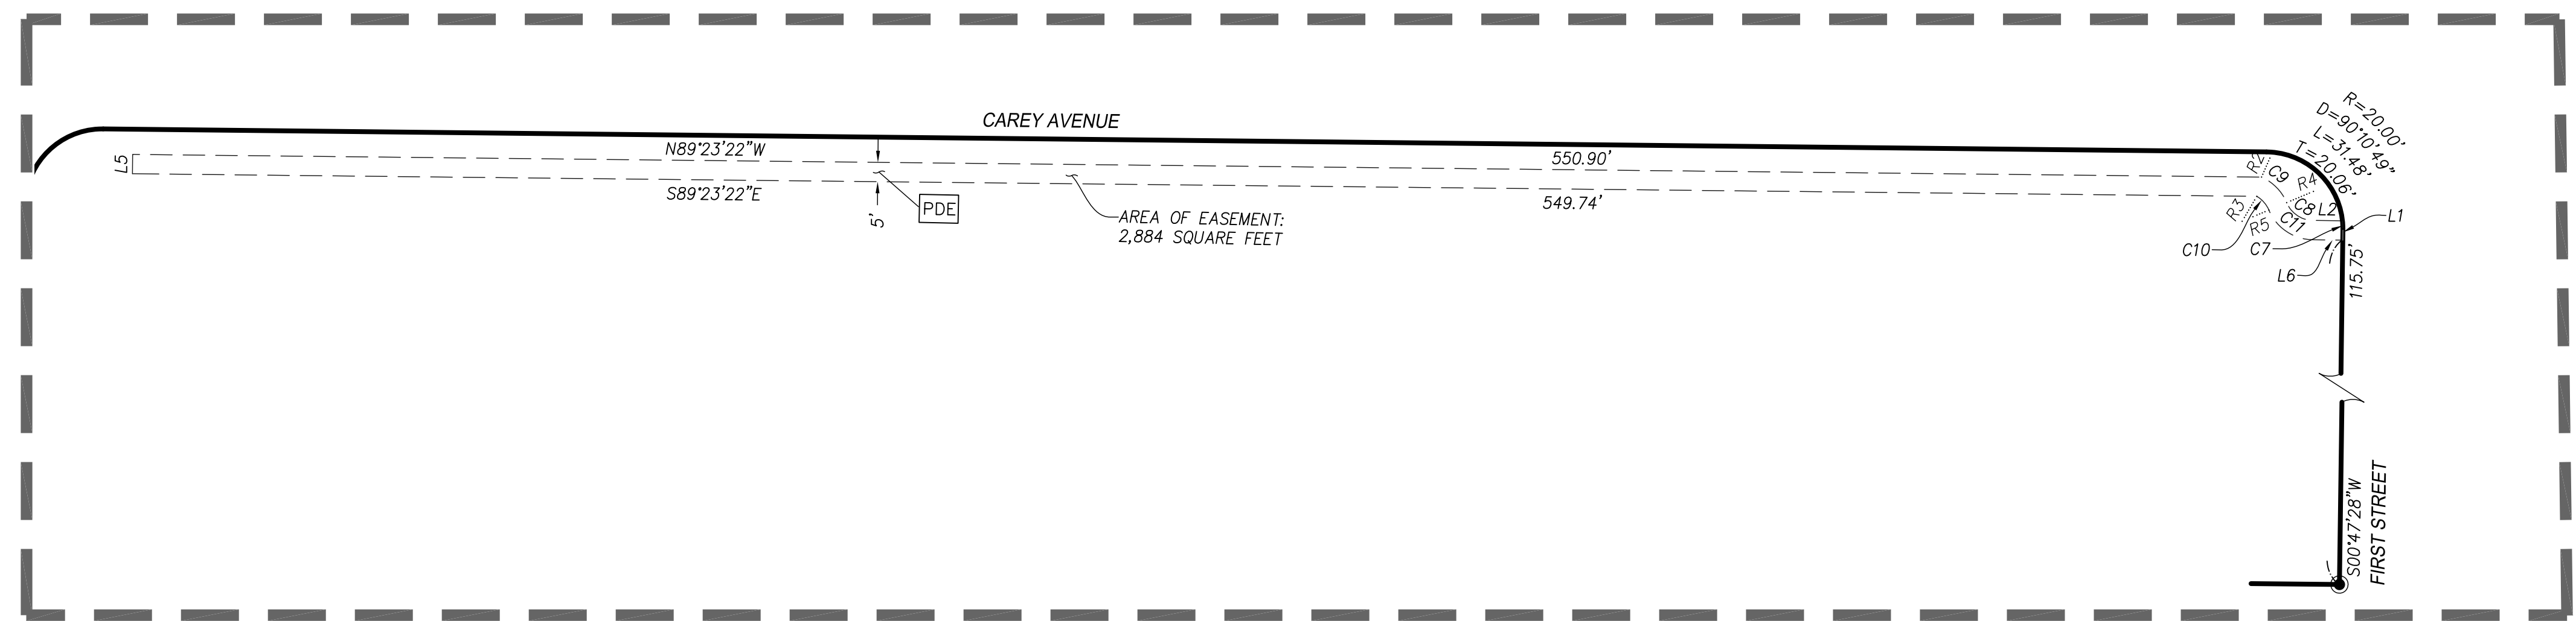 CAREY AVENUE
N89°23'22"W
550.90'
L5
S89°23'22"E
549.74'
5'
PDE
AREA OF EASEMENT:
2,884 SQUARE FEET
R=20.00'
D=90°10'49"
L=31.48'
T=20.06'
R2
C9
R4
C8
L2
L1
R3
R5
C11
C10
C7
L6
115.75'
S00°47'28"W
FIRST STREET